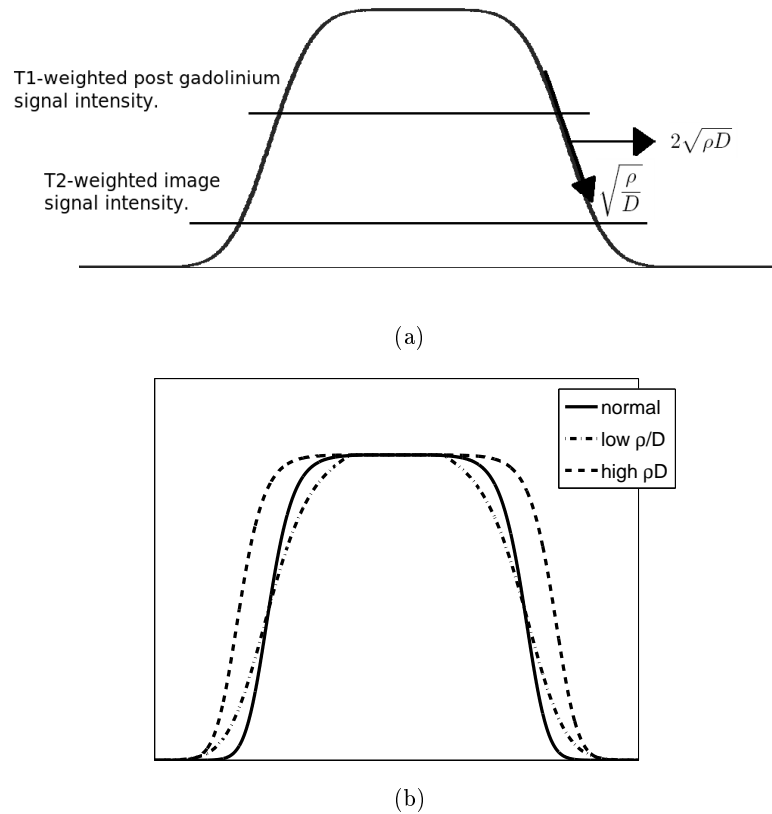 T1-weighted post gadolinium
signal intensity.
2√ρD
T2-weighted image
signal intensity.
√ρ/D
(a)
normal
low ρ/D
high ρD
(b)